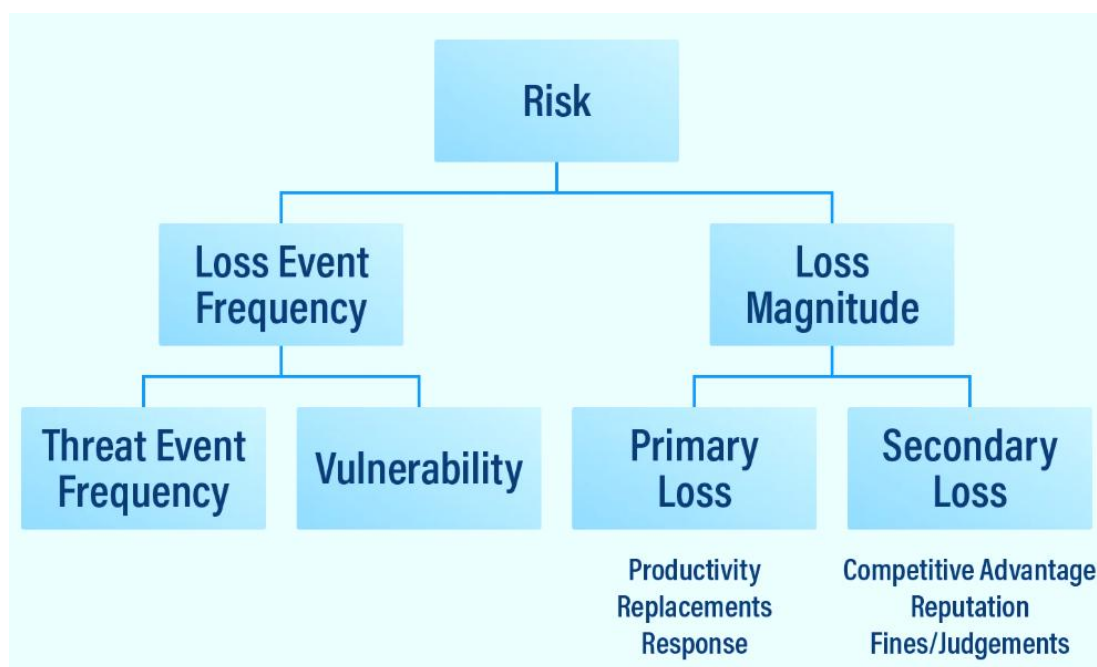 Risk
Loss Event
Frequency
Loss
Magnitude
Threat Event
Frequency
Vulnerability
Primary
Loss
Secondary
Loss
Productivity
Replacements
Response
Competitive Advantage
Reputation
Fines/Judgements